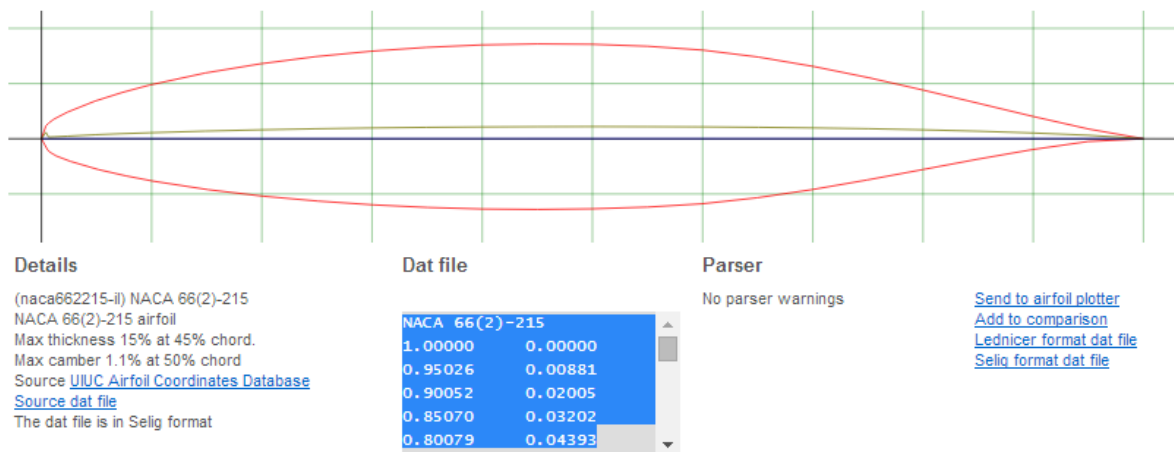 Details
(naca662215-il) NACA 66(2)-215
NACA 66(2)-215 airfoil
Max thickness 15% at 45% chord.
Max camber 1.1% at 50% chord
Source UIUC Airfoil Coordinates Database
Source dat file
The dat file is in Selig format
Dat file
NACA 66(2)-215
1.00000 0.00000
0.95026 0.00881
0.90052 0.02005
0.85070 0.03202
0.80079 0.04393
Parser
No parser warnings
Send to airfoil plotter
Add to comparison
Lednicer format dat file
Selig format dat file